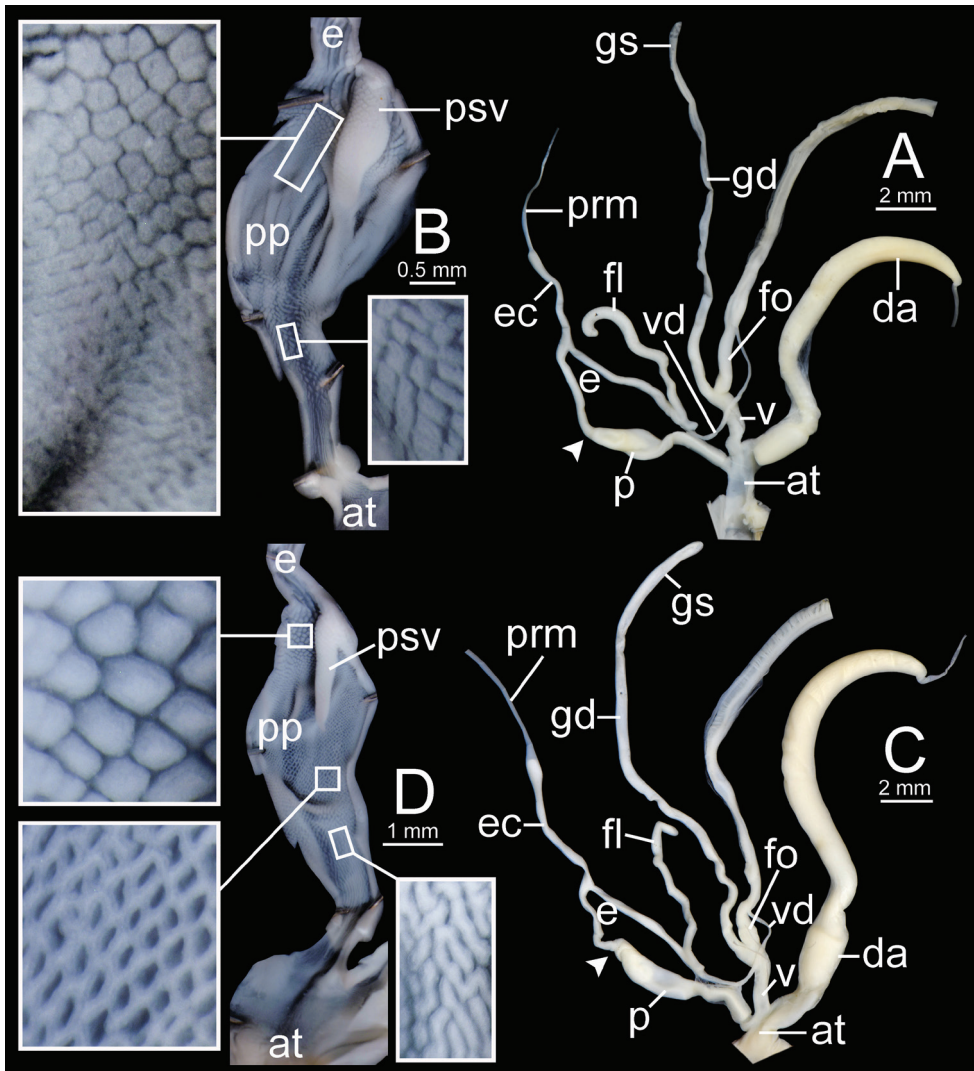 e
psv
pp
B
0.5 mm
at
gs
gd
A
2 mm
prm
fl
ec
vd
fo
da
e
v
p
at
e
psv
pp
D
1 mm
at
gs
prm
gd
C
2 mm
ec
fl
fo
vd
e
da
v
p
at